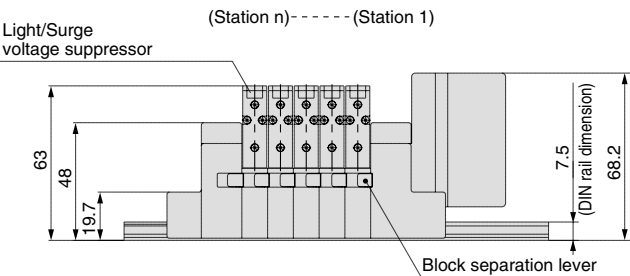 (Station n)------(Station 1)
Light/Surge
voltage suppressor
63
48
19.7
7.5
(DIN rail dimension)
68.2
Block separation lever